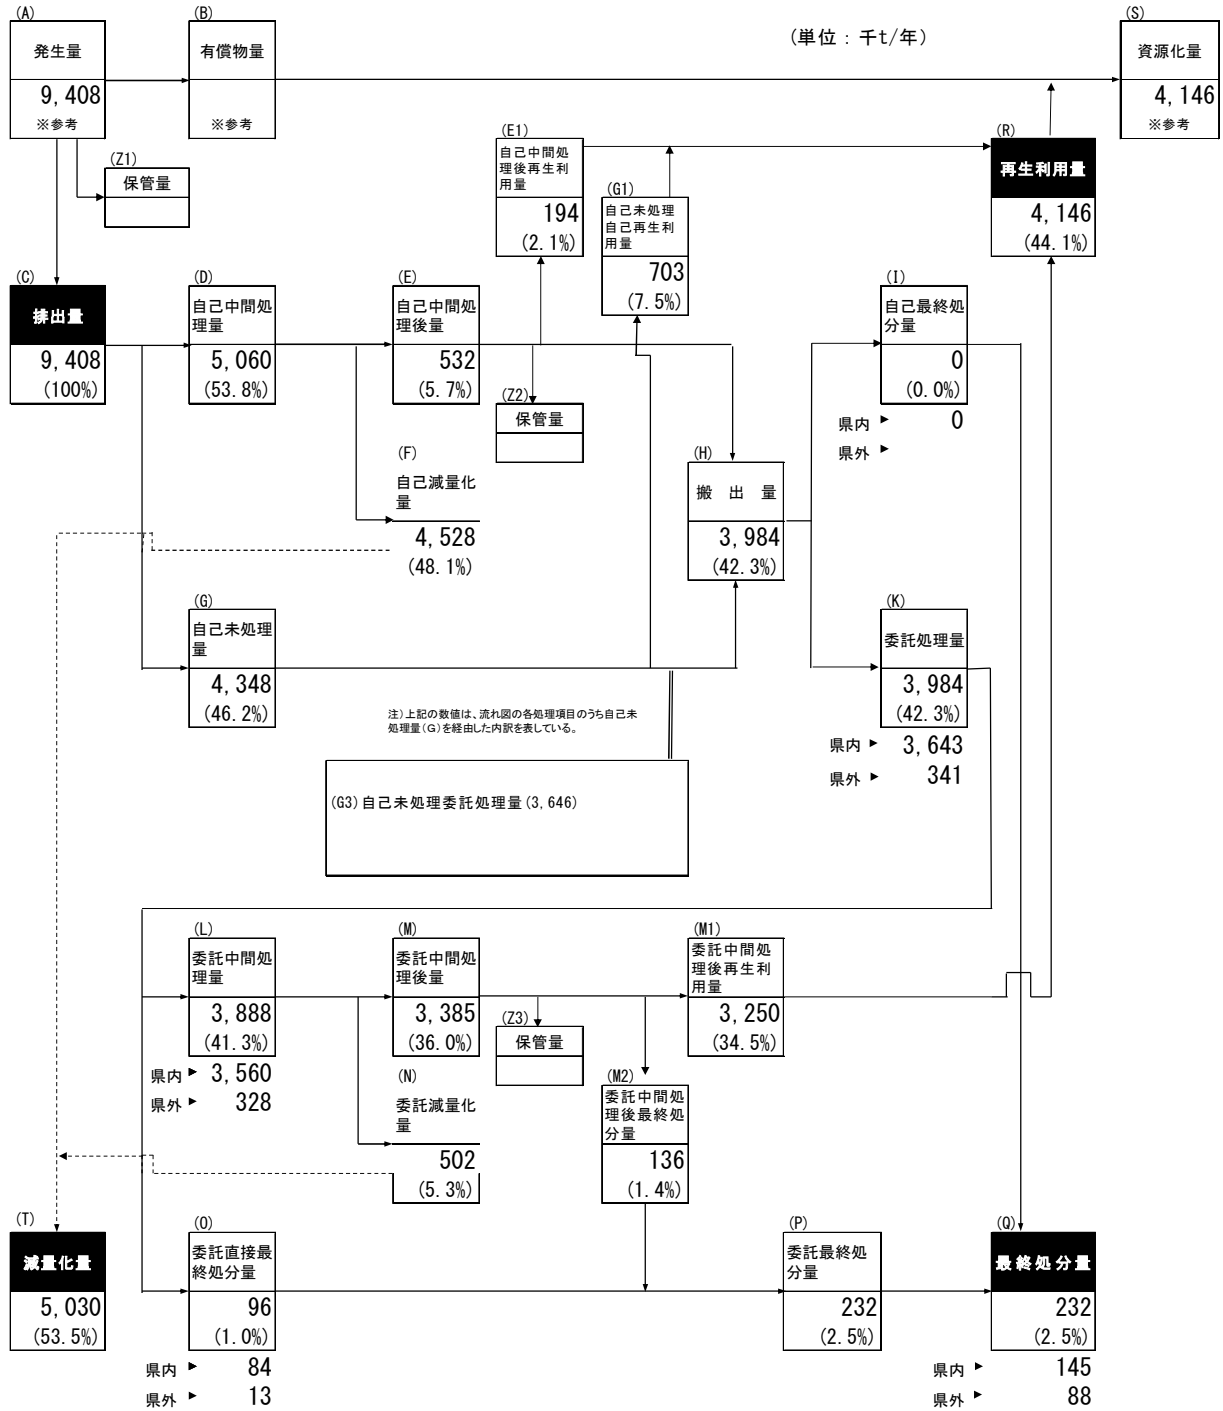 (A)
発生量
9,408
※参考
(B)
有償物量
※参考
(単位：千t/年)
(S)
資源化量
4,146
※参考
(Z1)
保管量
(E1)
自己中間処
理後再生利
用量
194
(2.1%)
(G1)
自己未処理
自己再生利
用量
703
(7.5%)
(R)
再生利用量
4,146
(44.1%)
(C)
排出量
9,408
(100%)
(D)
自己中間処
理量
5,060
(53.8%)
(E)
自己中間処
理後量
532
(5.7%)
(Z2)
保管量
(I)
自己最終処
分量
0
(0.0%)
県内 ▶ 0
県外 ▶
(F)
自己減量化
量
4,528
(48.1%)
(H)
搬 出 量
3,984
(42.3%)
(G)
自己未処理
量
4,348
(46.2%)
(K)
委託処理量
3,984
(42.3%)
県内 ▶ 3,643
県外 ▶ 341
注)上記の数値は、流れ図の各処理項目のうち自己未
処理量(G)を経由した内訳を表している。
(G3)自己未処理委託処理量(3,646)
(L)
委託中間処
理量
3,888
(41.3%)
県内 ▶ 3,560
県外 ▶ 328
(M)
委託中間処
理後量
3,385
(36.0%)
(Z3)
保管量
(M1)
委託中間処
理後再生利
用量
3,250
(34.5%)
(N)
委託減量化
量
502
(5.3%)
(M2)
委託中間処
理後最終処
分量
136
(1.4%)
(T)
減量化量
5,030
(53.5%)
(O)
委託直接最
終処分量
96
(1.0%)
県内 ▶ 84
県外 ▶ 13
(P)
委託最終処
分量
232
(2.5%)
(Q)
最終処分量
232
(2.5%)
県内 ▶ 145
県外 ▶ 88